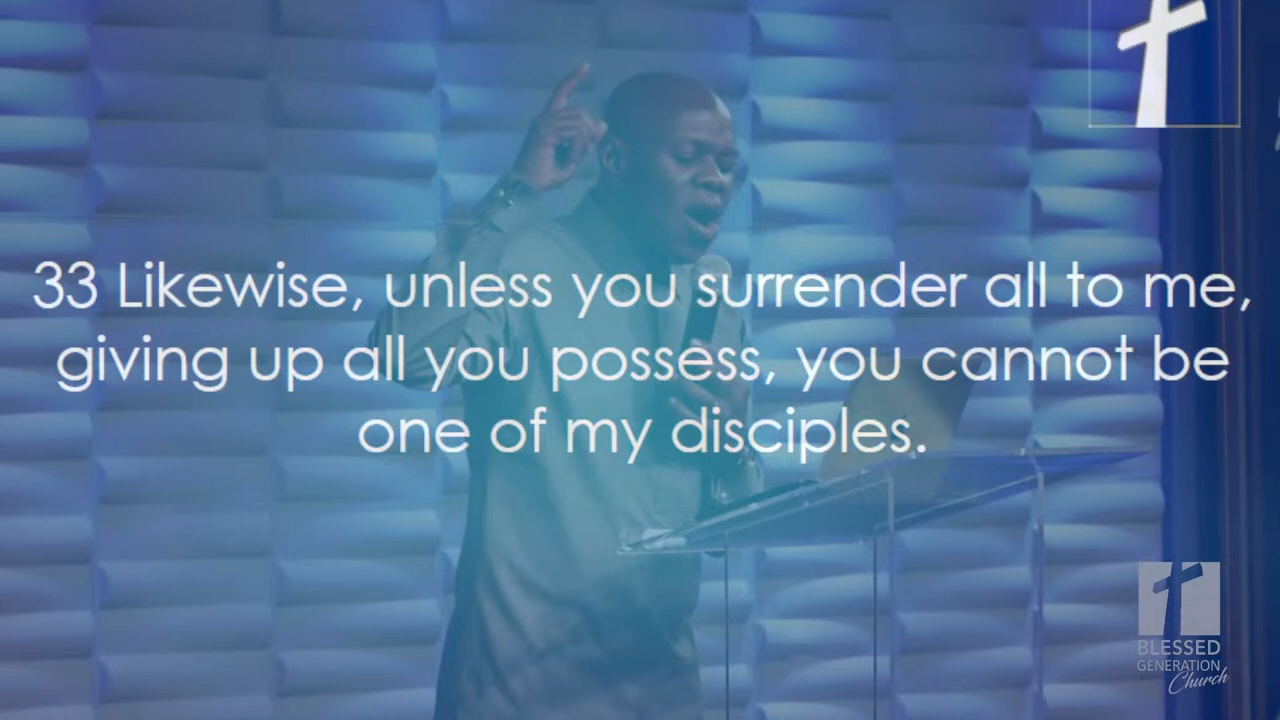 33 Likewise, unless you surrender all to me,
giving up all you possess, you cannot be
one of my disciples.
BLESSED
GENERATION
Church